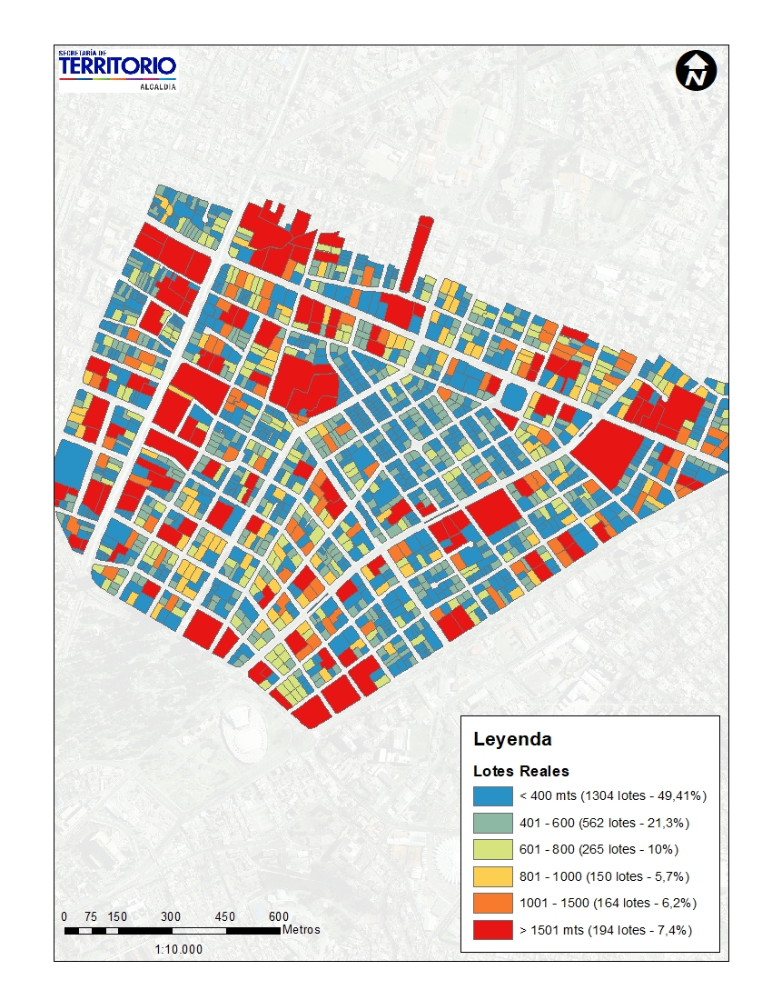 SECRETARÍA DE
TERRITORIO
ALCALDÍA
N
Leyenda
Lotes Reales
< 400 mts (1304 lotes - 49,41%)
401 - 600 (562 lotes - 21,3%)
601 - 800 (265 lotes - 10%)
801 - 1000 (150 lotes - 5,7%)
1001 - 1500 (164 lotes - 6,2%)
> 1501 mts (194 lotes - 7,4%)
0 75 150 300 450 600
Metros
1:10.000